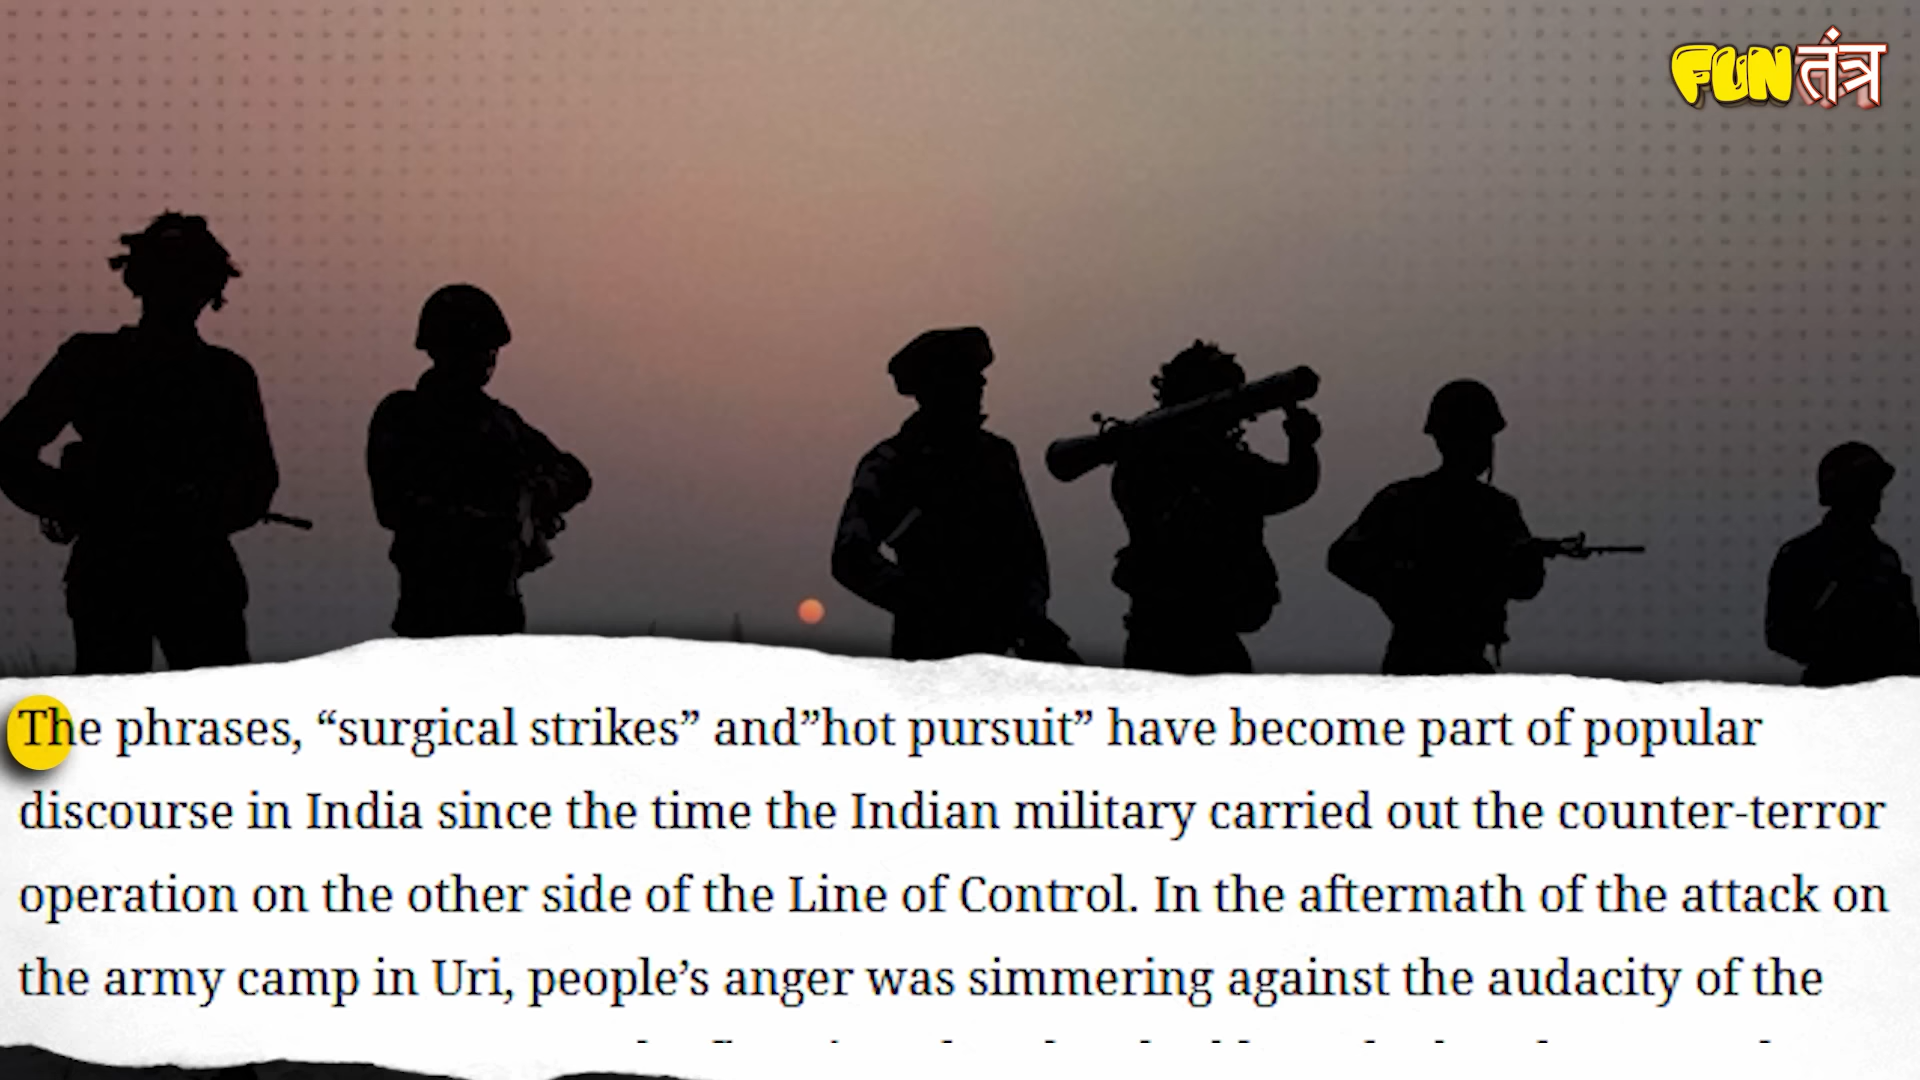 FUNतंत्र
The phrases, “surgical strikes” and”hot pursuit” have become part of popular
discourse in India since the time the Indian military carried out the counter-terror
operation on the other side of the Line of Control. In the aftermath of the attack on
the army camp in Uri, people’s anger was simmering against the audacity of the